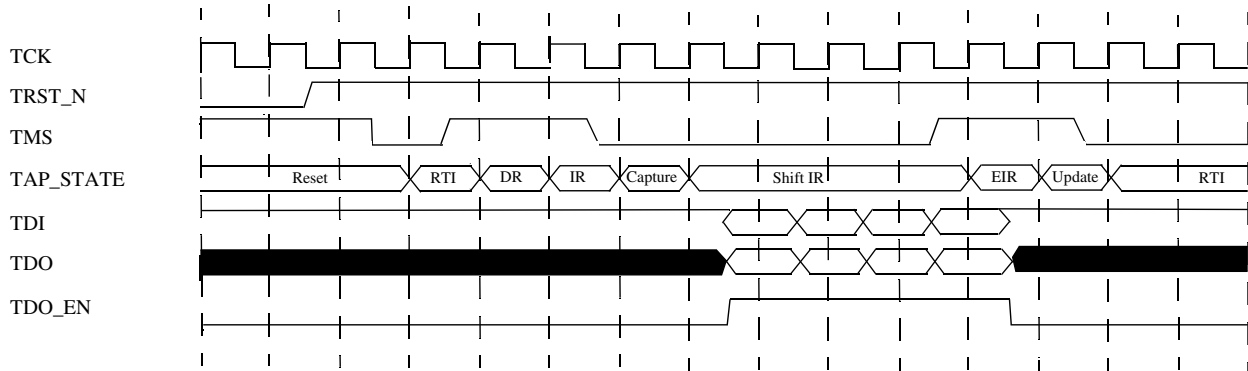 TCK
TRST_N
TMS
TAP_STATE Reset RTI DR IR Capture Shift IR EIR Update RTI
TDI
TDO
TDO_EN